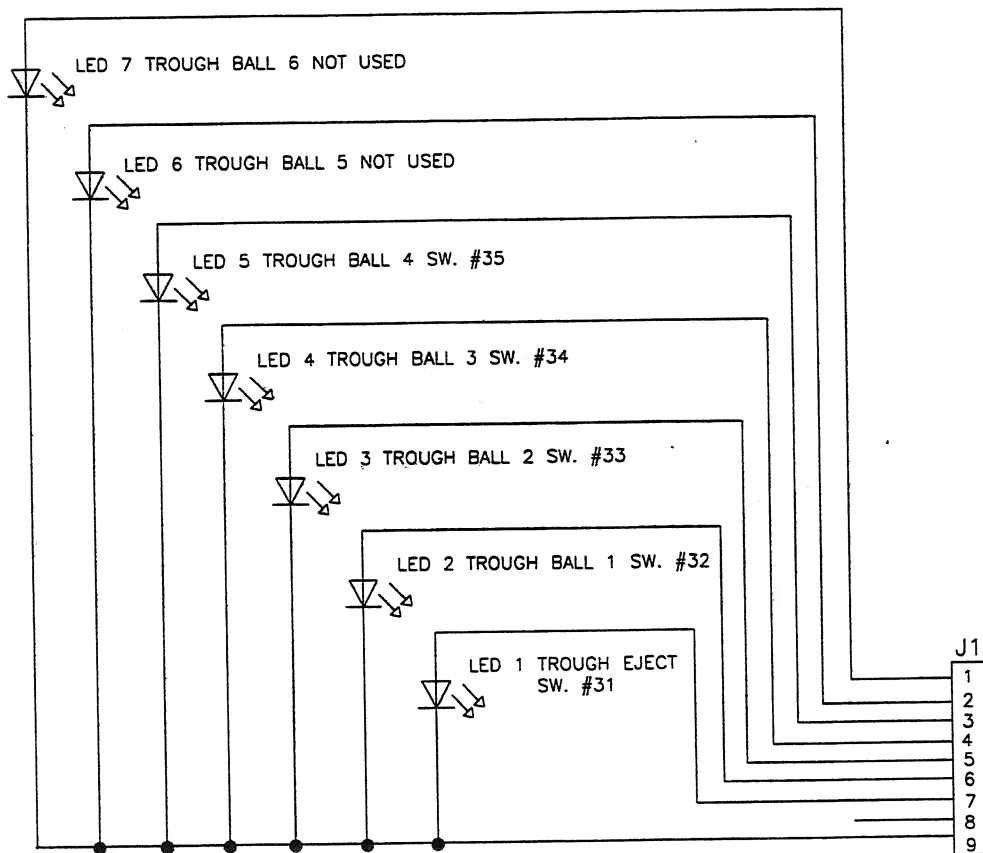 LED 7 TROUGH BALL 6 NOT USED
LED 6 TROUGH BALL 5 NOT USED
LED 5 TROUGH BALL 4 SW. #35
LED 4 TROUGH BALL 3 SW. #34
LED 3 TROUGH BALL 2 SW. #33
LED 2 TROUGH BALL 1 SW. #32
LED 1 TROUGH EJECT
SW. #31
J1
1
2
3
4
5
6
7
8
9